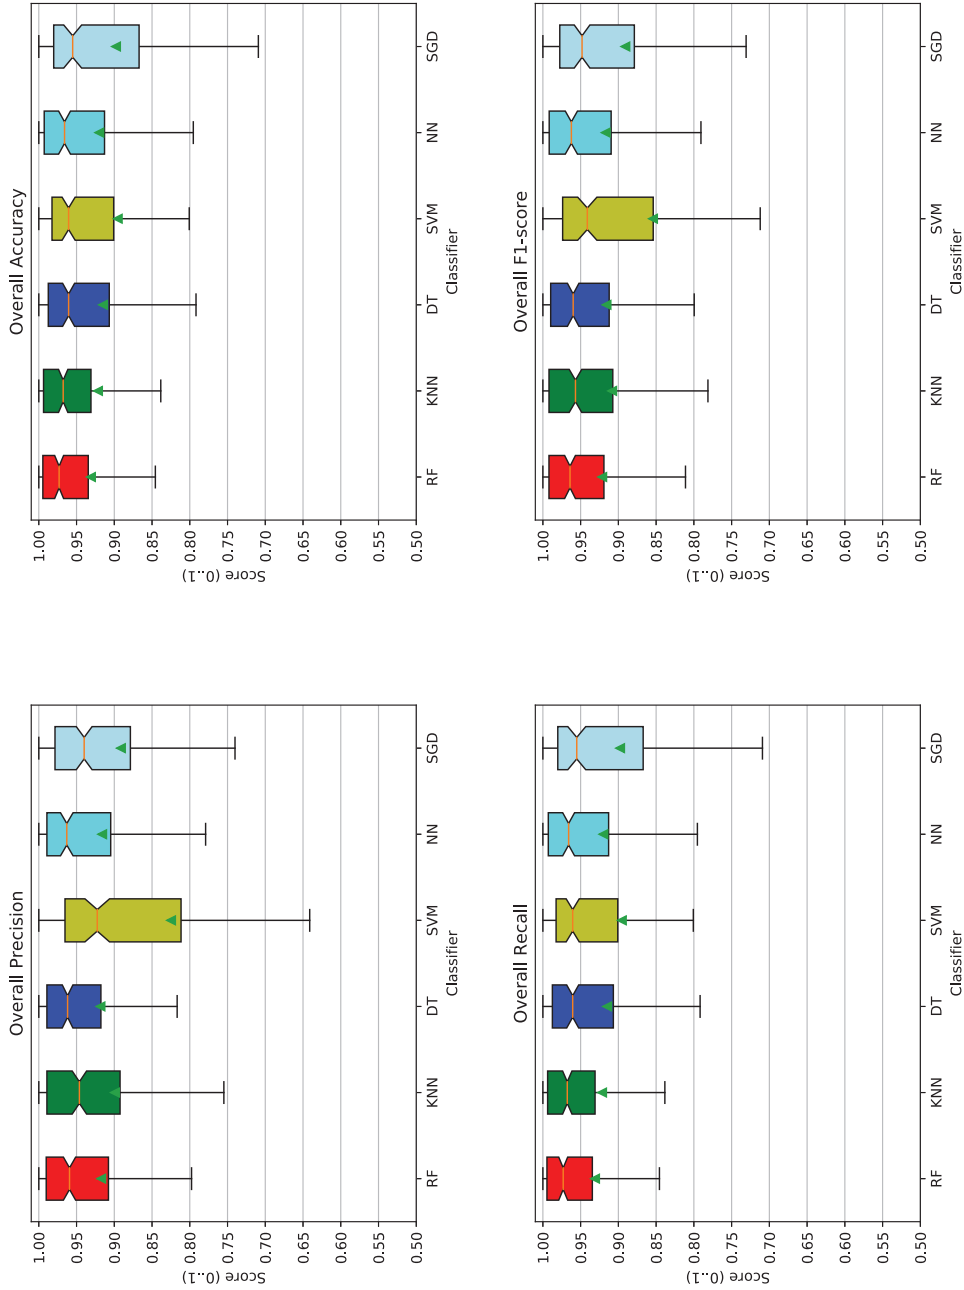 Overall Accuracy
1.00
0.95
0.90
0.85
0.80
0.75
0.70
0.65
0.60
0.55
0.50
Score (0..1)
RF
KNN
DT
SVM
NN
SGD
Classifier
Overall F1-score
1.00
0.95
0.90
0.85
0.80
0.75
0.70
0.65
0.60
0.55
0.50
Score (0..1)
RF
KNN
DT
SVM
NN
SGD
Classifier
Overall Precision
1.00
0.95
0.90
0.85
0.80
0.75
0.70
0.65
0.60
0.55
0.50
Score (0..1)
RF
KNN
DT
SVM
NN
SGD
Classifier
Overall Recall
1.00
0.95
0.90
0.85
0.80
0.75
0.70
0.65
0.60
0.55
0.50
Score (0..1)
RF
KNN
DT
SVM
NN
SGD
Classifier